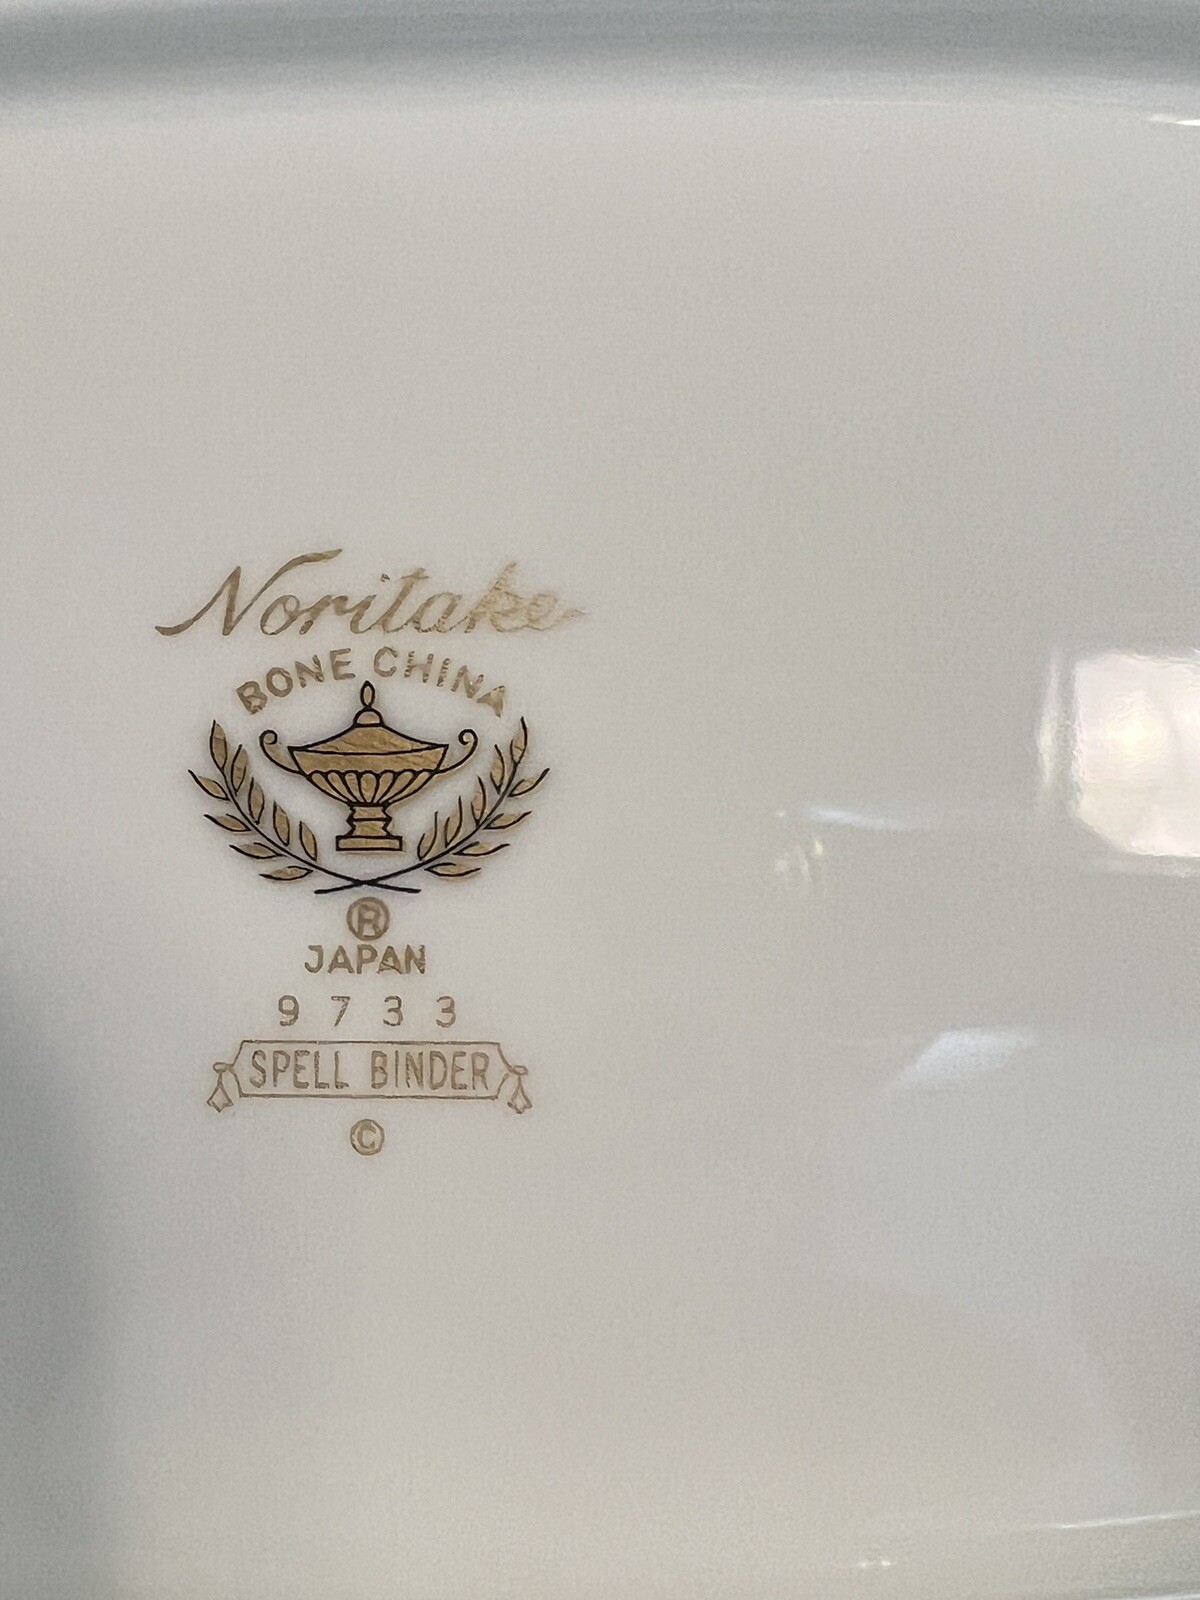 Noritake
BONE CHINA
®
JAPAN
9733
SPELL BINDER
©